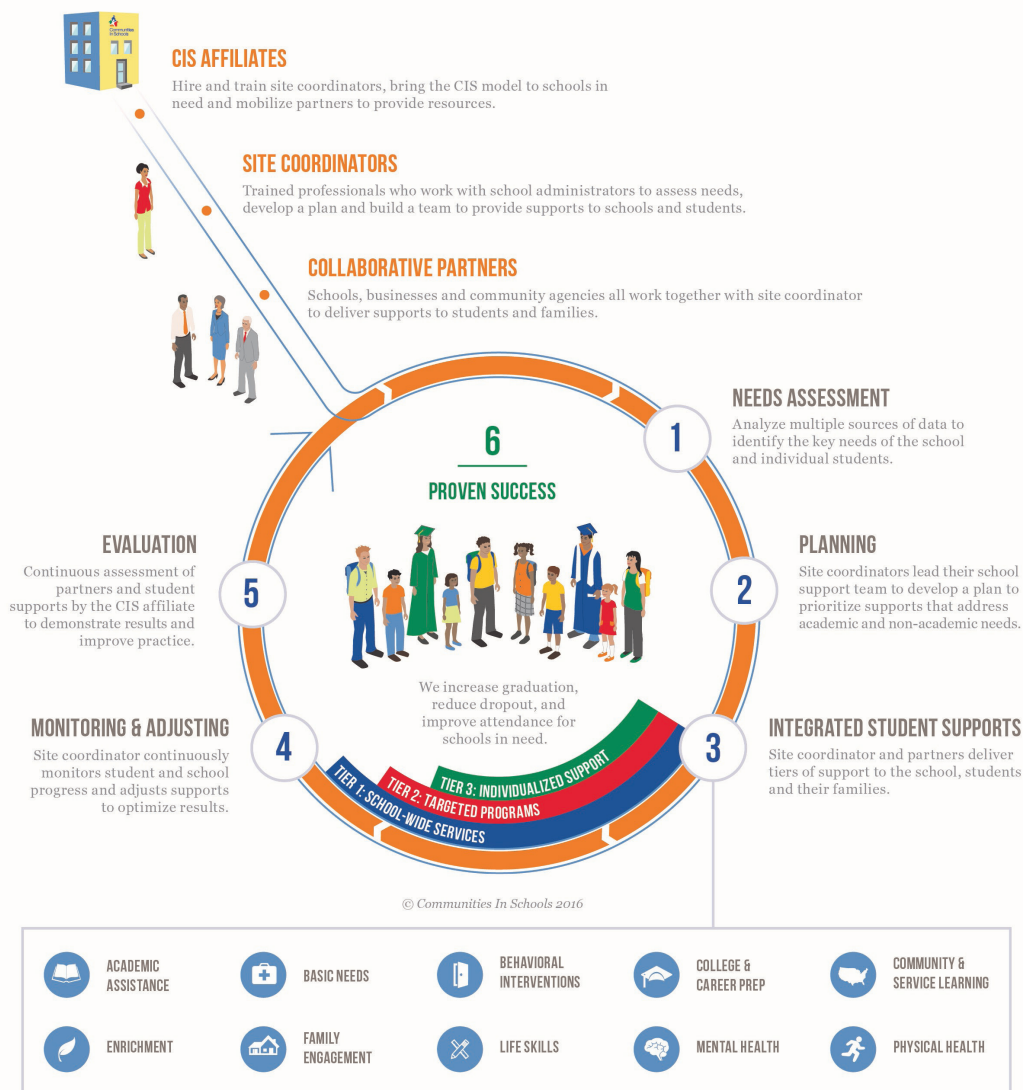 Communities
In Schools
CIS AFFILIATES
Hire and train site coordinators, bring the CIS model to schools in
need and mobilize partners to provide resources.
SITE COORDINATORS
Trained professionals who work with school administrators to assess needs,
develop a plan and build a team to provide supports to schools and students.
COLLABORATIVE PARTNERS
Schools, businesses and community agencies all work together with site coordinator
to deliver supports to students and families.
1
NEEDS ASSESSMENT
Analyze multiple sources of data to
identify the key needs of the school
and individual students.
2
PLANNING
Site coordinators lead their school
support team to develop a plan to
prioritize supports that address
academic and non-academic needs.
3
INTEGRATED STUDENT SUPPORTS
Site coordinator and partners deliver
tiers of support to the school, students
and their families.
TIER 1: SCHOOL-WIDE SERVICES
TIER 2: TARGETED PROGRAMS
TIER 3: INDIVIDUALIZED SUPPORT
4
MONITORING & ADJUSTING
Site coordinator continuously
monitors student and school
progress and adjusts supports
to optimize results.
5
EVALUATION
Continuous assessment of
partners and student
supports by the CIS affiliate
to demonstrate results and
improve practice.
6
PROVEN SUCCESS
We increase graduation,
reduce dropout, and
improve attendance for
schools in need.
© Communities In Schools 2016
ACADEMIC
ASSISTANCE
BASIC NEEDS
BEHAVIORAL
INTERVENTIONS
COLLEGE &
CAREER PREP
COMMUNITY &
SERVICE LEARNING
ENRICHMENT
FAMILY
ENGAGEMENT
LIFE SKILLS
MENTAL HEALTH
PHYSICAL HEALTH